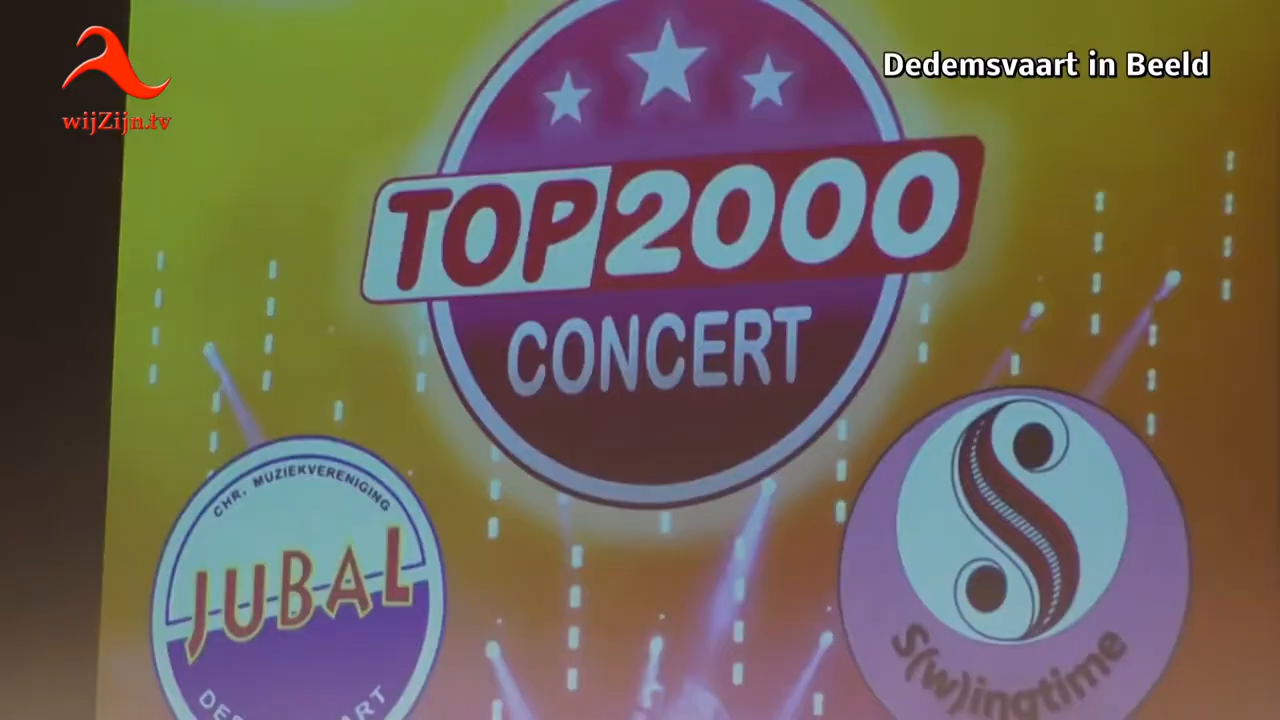 wijZijn.tv
Dedemsvaart in Beeld
TOP2000
CONCERT
CHR. MUZIEKVERENIGING
JUBAL
S(w)ingtime